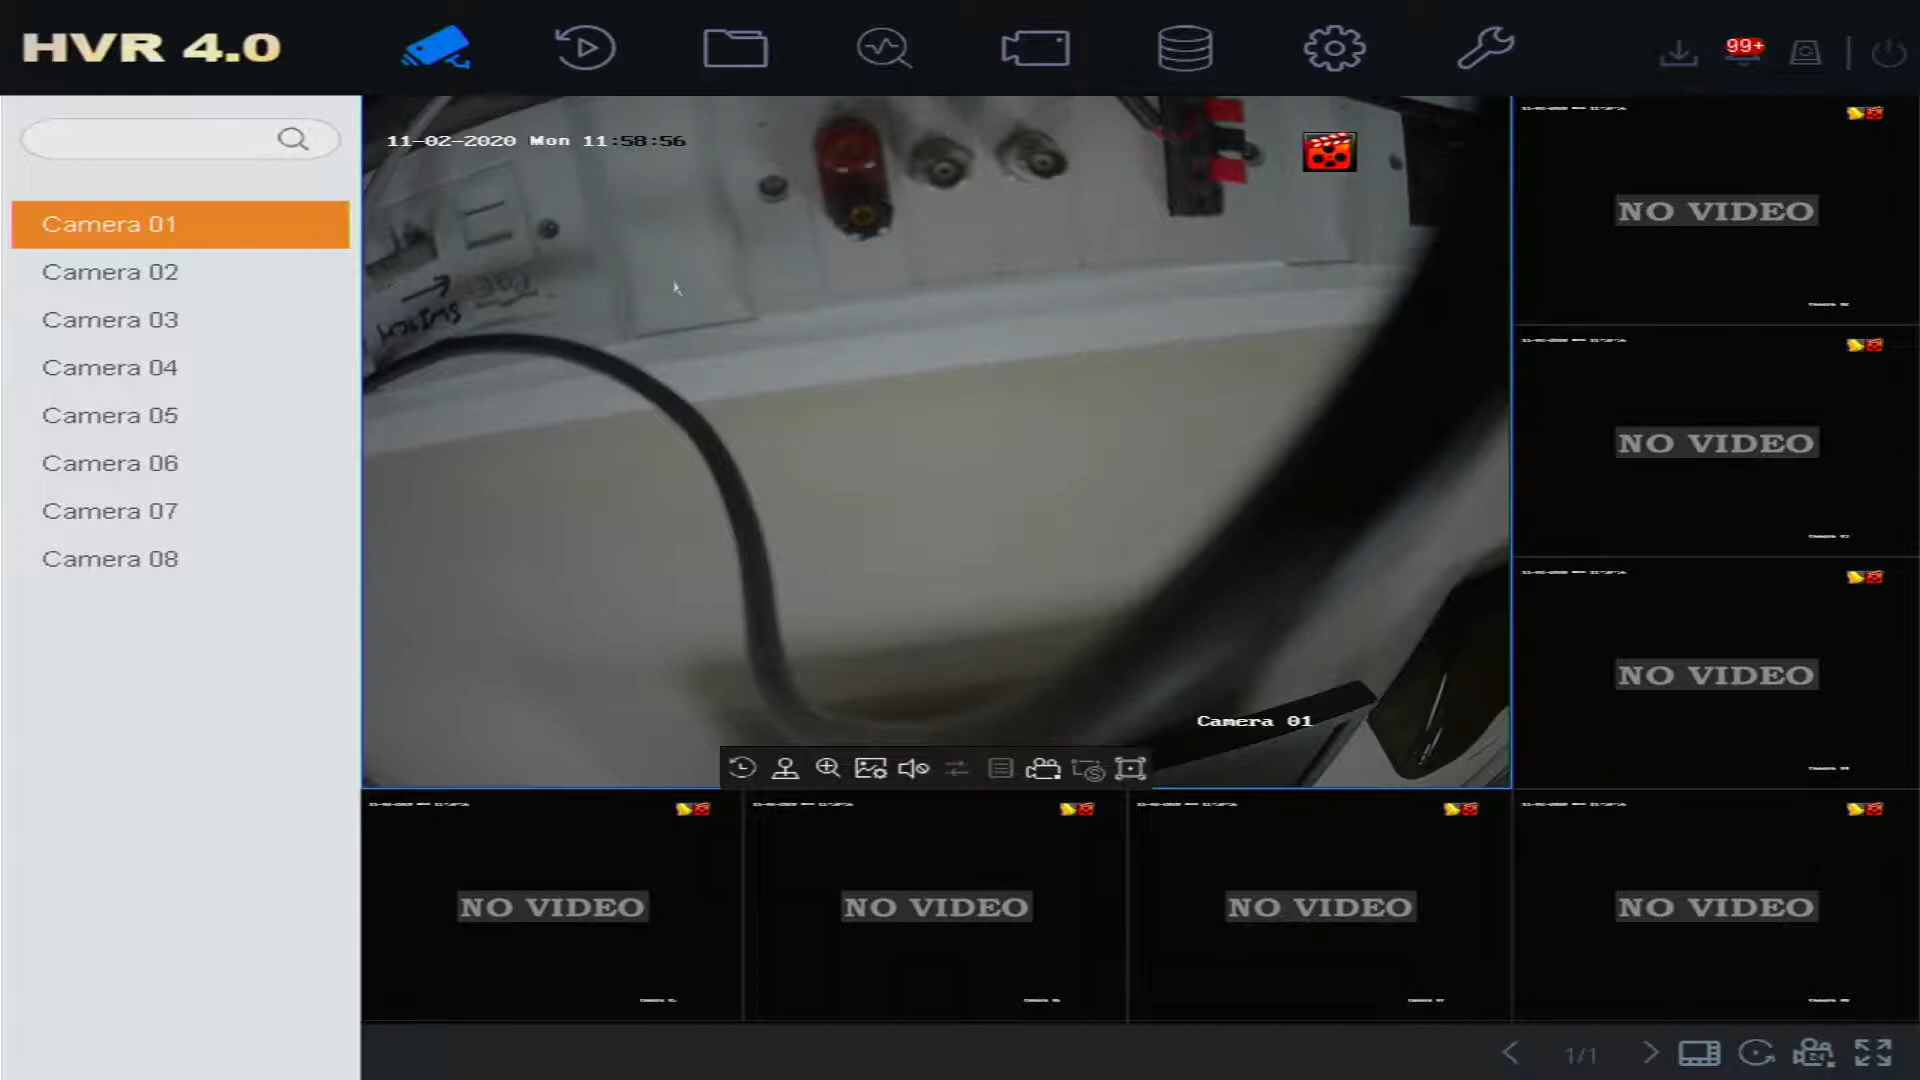 HVR 4.0
99+
11-02-2020 Mon 11:58:56
Camera 01
Camera 02
Camera 03
Camera 04
Camera 05
Camera 06
Camera 07
Camera 08
SWITCH
Camera 01
NO VIDEO
NO VIDEO
NO VIDEO
NO VIDEO
NO VIDEO
NO VIDEO
NO VIDEO
1/1